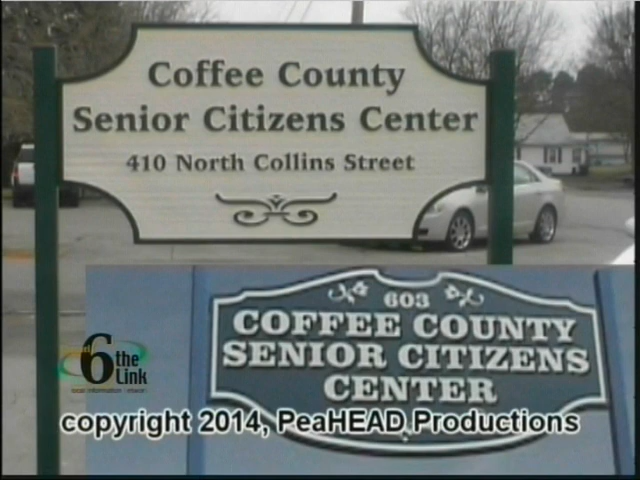 Coffee County
Senior Citizens Center
410 North Collins Street
603
COFFEE COUNTY
SENIOR CITIZENS
CENTER
6 the
Link
copyright 2014, PeaHEAD Productions